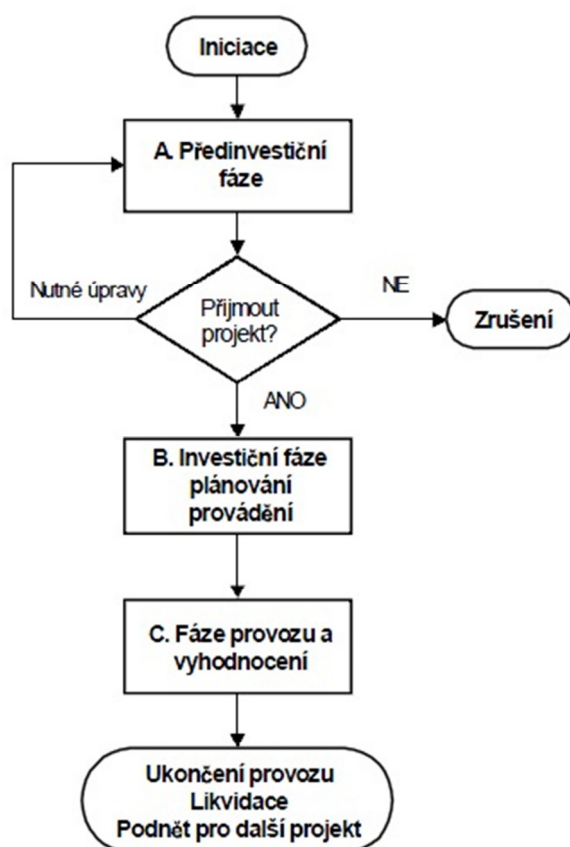 Iniciace
A. Předinvestiční
fáze
Nutné úpravy
Přijmout
projekt?
NE
Zrušení
ANO
B. Investiční fáze
plánování
provádění
C. Fáze provozu a
vyhodnocení
Ukončení provozu
Likvidace
Podnět pro další projekt